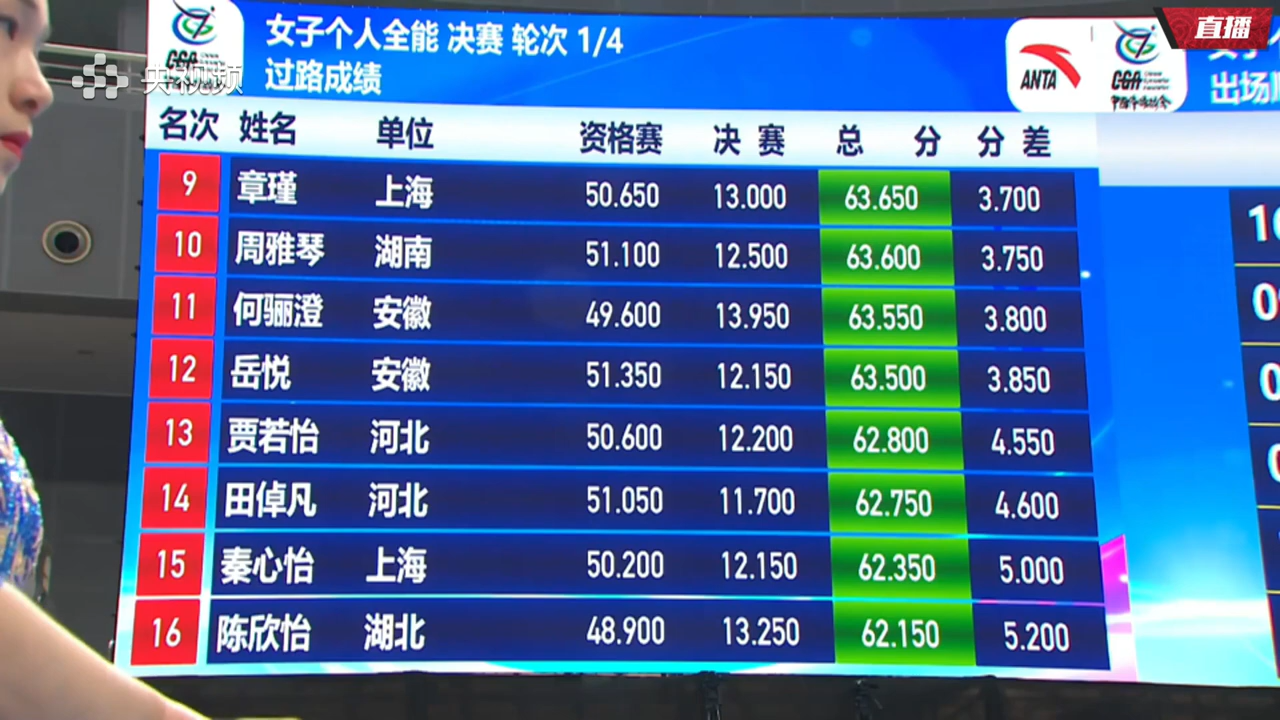 女子个人全能 决赛 轮次 1/4
过路成绩
央视频
ANTA
CGA
直播
出场
名次 姓名 单位 资格赛 决赛 总分 分差
9 章瑾 上海 50.650 13.000 63.650 3.700
10 周雅琴 湖南 51.100 12.500 63.600 3.750
11 何骊澄 安徽 49.600 13.950 63.550 3.800
12 岳悦 安徽 51.350 12.150 63.500 3.850
13 贾若怡 河北 50.600 12.200 62.800 4.550
14 田倬凡 河北 51.050 11.700 62.750 4.600
15 秦心怡 上海 50.200 12.150 62.350 5.000
16 陈欣怡 湖北 48.900 13.250 62.150 5.200